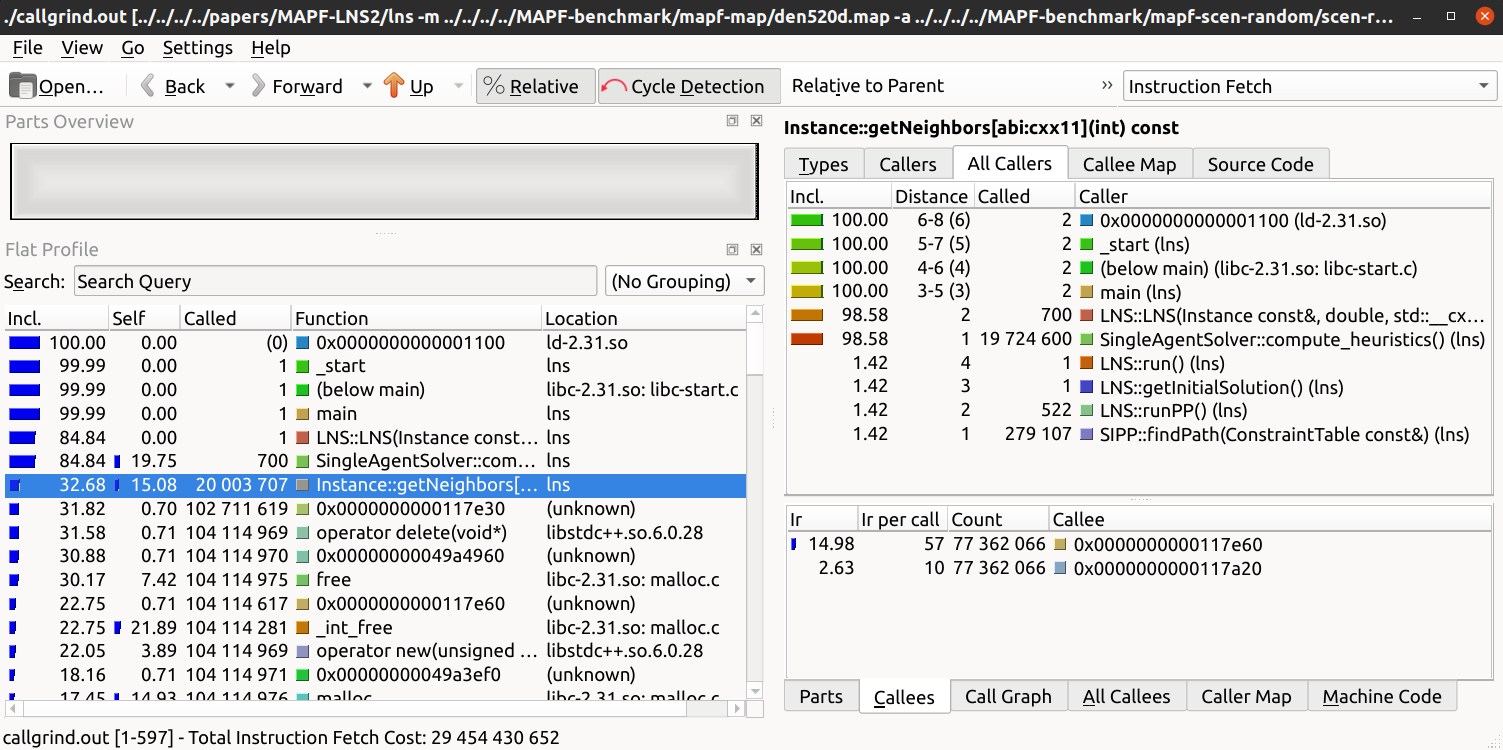 ./callgrind.out [../../../../papers/MAPF-LNS2/lns -m ../../../../MAPF-benchmark/mapf-map/den520d.map -a ../../../../MAPF-benchmark/mapf-scen-random/scen-r…
File View Go Settings Help
Open... Back Forward Up Relative Cycle Detection Relative to Parent » Instruction Fetch
Parts Overview
Flat Profile
Search: Search Query (No Grouping)
Incl. Self Called Function Location
100.00 0.00 (0) 0x0000000000001100 ld-2.31.so
99.99 0.00 1 _start lns
99.99 0.00 1 (below main) libc-2.31.so: libc-start.c
99.99 0.00 1 main lns
84.84 0.00 1 LNS::LNS(Instance const… lns
84.84 19.75 700 SingleAgentSolver::com… lns
32.68 15.08 20 003 707 Instance::getNeighbors[… lns
31.82 0.70 102 711 619 0x0000000000117e30 (unknown)
31.58 0.71 104 114 969 operator delete(void*) libstdc++.so.6.0.28
30.88 0.71 104 114 970 0x00000000049a4960 (unknown)
30.17 7.42 104 114 975 free libc-2.31.so: malloc.c
22.75 0.71 104 114 617 0x0000000000117e60 (unknown)
22.75 21.89 104 114 281 _int_free libc-2.31.so: malloc.c
22.05 3.89 104 114 969 operator new(unsigned … libstdc++.so.6.0.28
18.16 0.71 104 114 971 0x00000000049a3ef0 (unknown)
17.45 14.93 104 114 976 malloc libc-2.31.so: malloc.c
Instance::getNeighbors[abi:cxx11](int) const
Types Callers All Callers Callee Map Source Code
Incl. Distance Called Caller
100.00 6-8 (6) 2 0x0000000000001100 (ld-2.31.so)
100.00 5-7 (5) 2 _start (lns)
100.00 4-6 (4) 2 (below main) (libc-2.31.so: libc-start.c)
100.00 3-5 (3) 2 main (lns)
98.58 2 700 LNS::LNS(Instance const&, double, std::__cx…
98.58 1 19 724 600 SingleAgentSolver::compute_heuristics() (lns)
1.42 4 1 LNS::run() (lns)
1.42 3 1 LNS::getInitialSolution() (lns)
1.42 2 522 LNS::runPP() (lns)
1.42 1 279 107 SIPP::findPath(ConstraintTable const&) (lns)
Ir Ir per call Count Callee
14.98 57 77 362 066 0x0000000000117e60
2.63 10 77 362 066 0x0000000000117a20
Parts Callees Call Graph All Callees Caller Map Machine Code
callgrind.out [1-597] - Total Instruction Fetch Cost: 29 454 430 652